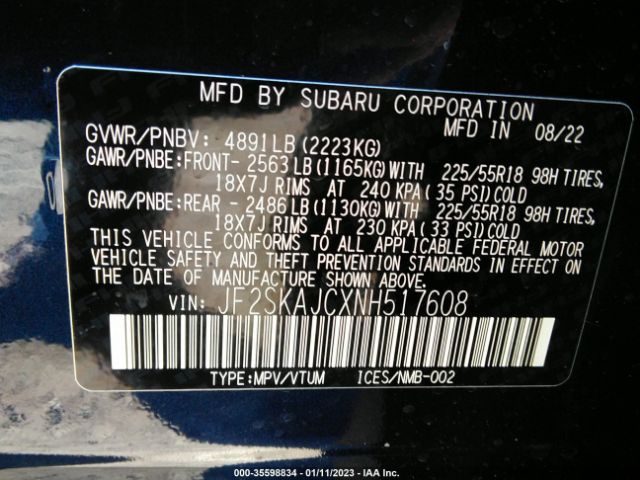 MFD BY SUBARU CORPORATION
GVWR/PNBV: 4891LB(2223KG) MFD IN 08/22
GAWR/PNBE:FRONT- 2563LB(1165KG)WITH 225/55R18 98H TIRES,
18X7J RIMS AT 240 KPA( 35 PSI)COLD
GAWR/PNBE:REAR - 2486LB(1130KG)WITH 225/55R18 98H TIRES,
18X7J RIMS AT 230 KPA( 33 PSI)COLD
THIS VEHICLE CONFORMS TO ALL APPLICABLE FEDERAL MOTOR
VEHICLE SAFETY AND THEFT PREVENTION STANDARDS IN EFFECT ON
THE DATE OF MANUFACTURE SHOWN ABOVE.
VIN: JF2SKAJCXNH517608
TYPE:MPV/VTUM ICES/NMB-002
000-35598834 - 01/11/2023 - IAA Inc.